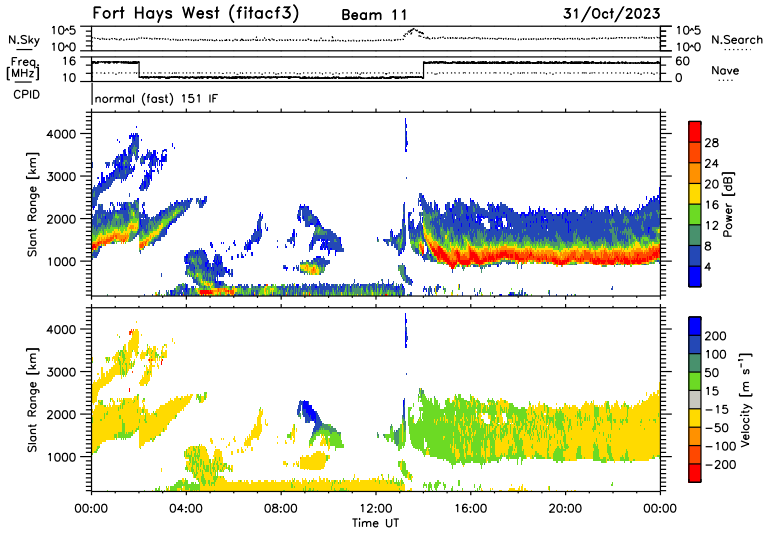 Fort Hays West (fitacf3) Beam 11 31/Oct/2023
N.Sky 10^5 10^0 10^5 10^0 N.Search
Freq. [MHz] 16 10 60 0 Nave
CPID normal (fast) 151 IF
Slant Range [km] 4000 3000 2000 1000
28 24 20 16 12 8 4 Power [dB]
Slant Range [km] 4000 3000 2000 1000
200 100 50 15 -15 -50 -100 -200 Velocity [m s⁻¹]
00:00 04:00 08:00 12:00 16:00 20:00 00:00
Time UT